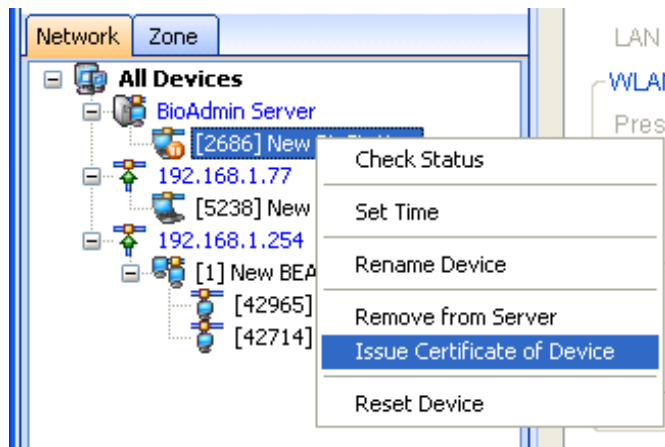 Network Zone
LAN
All Devices
WLA
BioAdmin Server
Pres
[2686] New
Check Status
192.168.1.77
[5238] New
Set Time
192.168.1.254
[1] New BEA
Rename Device
[42965]
Remove from Server
[42714]
Issue Certificate of Device
Reset Device